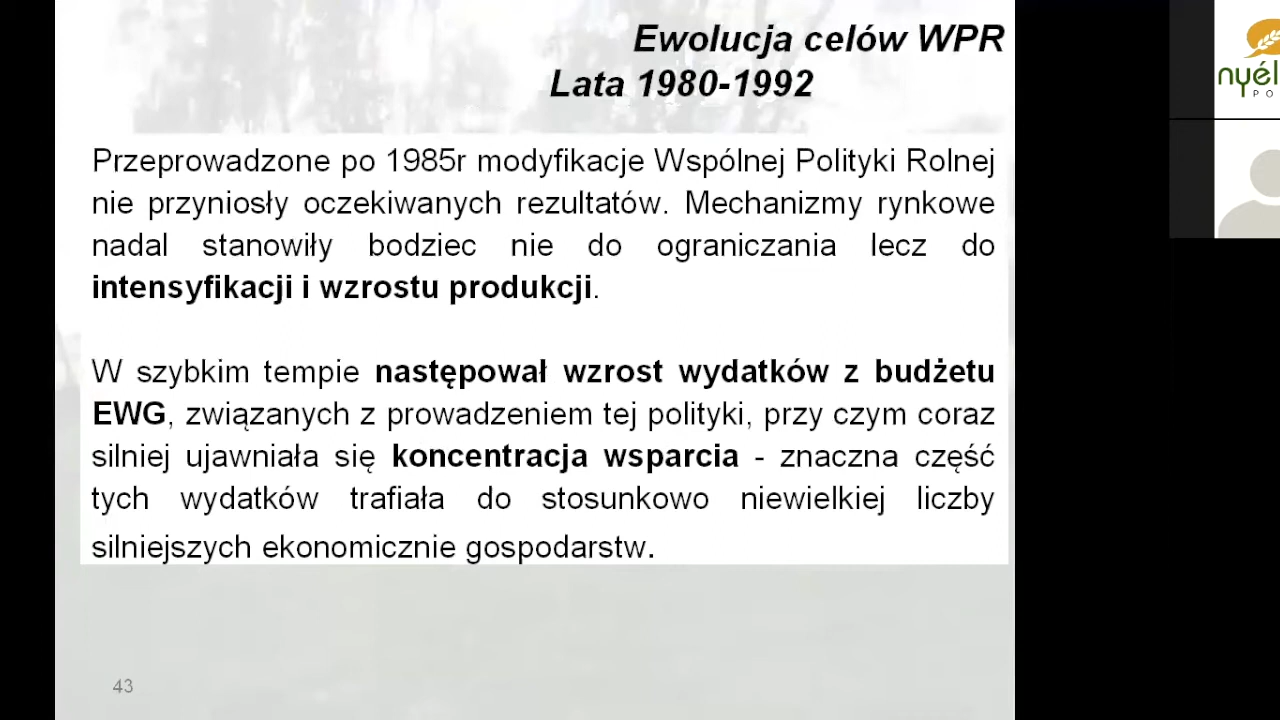 Ewolucja celów WPR
Lata 1980-1992
Przeprowadzone po 1985r modyfikacje Wspólnej Polityki Rolnej
nie przyniosły oczekiwanych rezultatów. Mechanizmy rynkowe
nadal stanowiły bodziec nie do ograniczania lecz do
intensyfikacji i wzrostu produkcji.
W szybkim tempie następował wzrost wydatków z budżetu
EWG, związanych z prowadzeniem tej polityki, przy czym coraz
silniej ujawniała się koncentracja wsparcia - znaczna część
tych wydatków trafiała do stosunkowo niewielkiej liczby
silniejszych ekonomicznie gospodarstw.
43